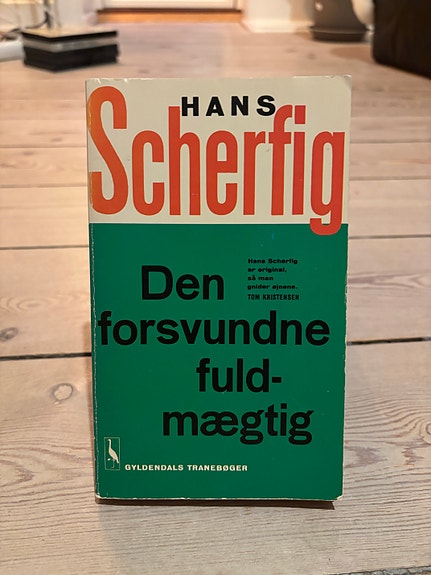 HANS
Scherfig
Hans Scherfig
er original,
så man
gnider øjnene.
TOM KRISTENSEN
Den
forsvundne
fuld-
mægtig
GYLDENDALS TRANEBØGER